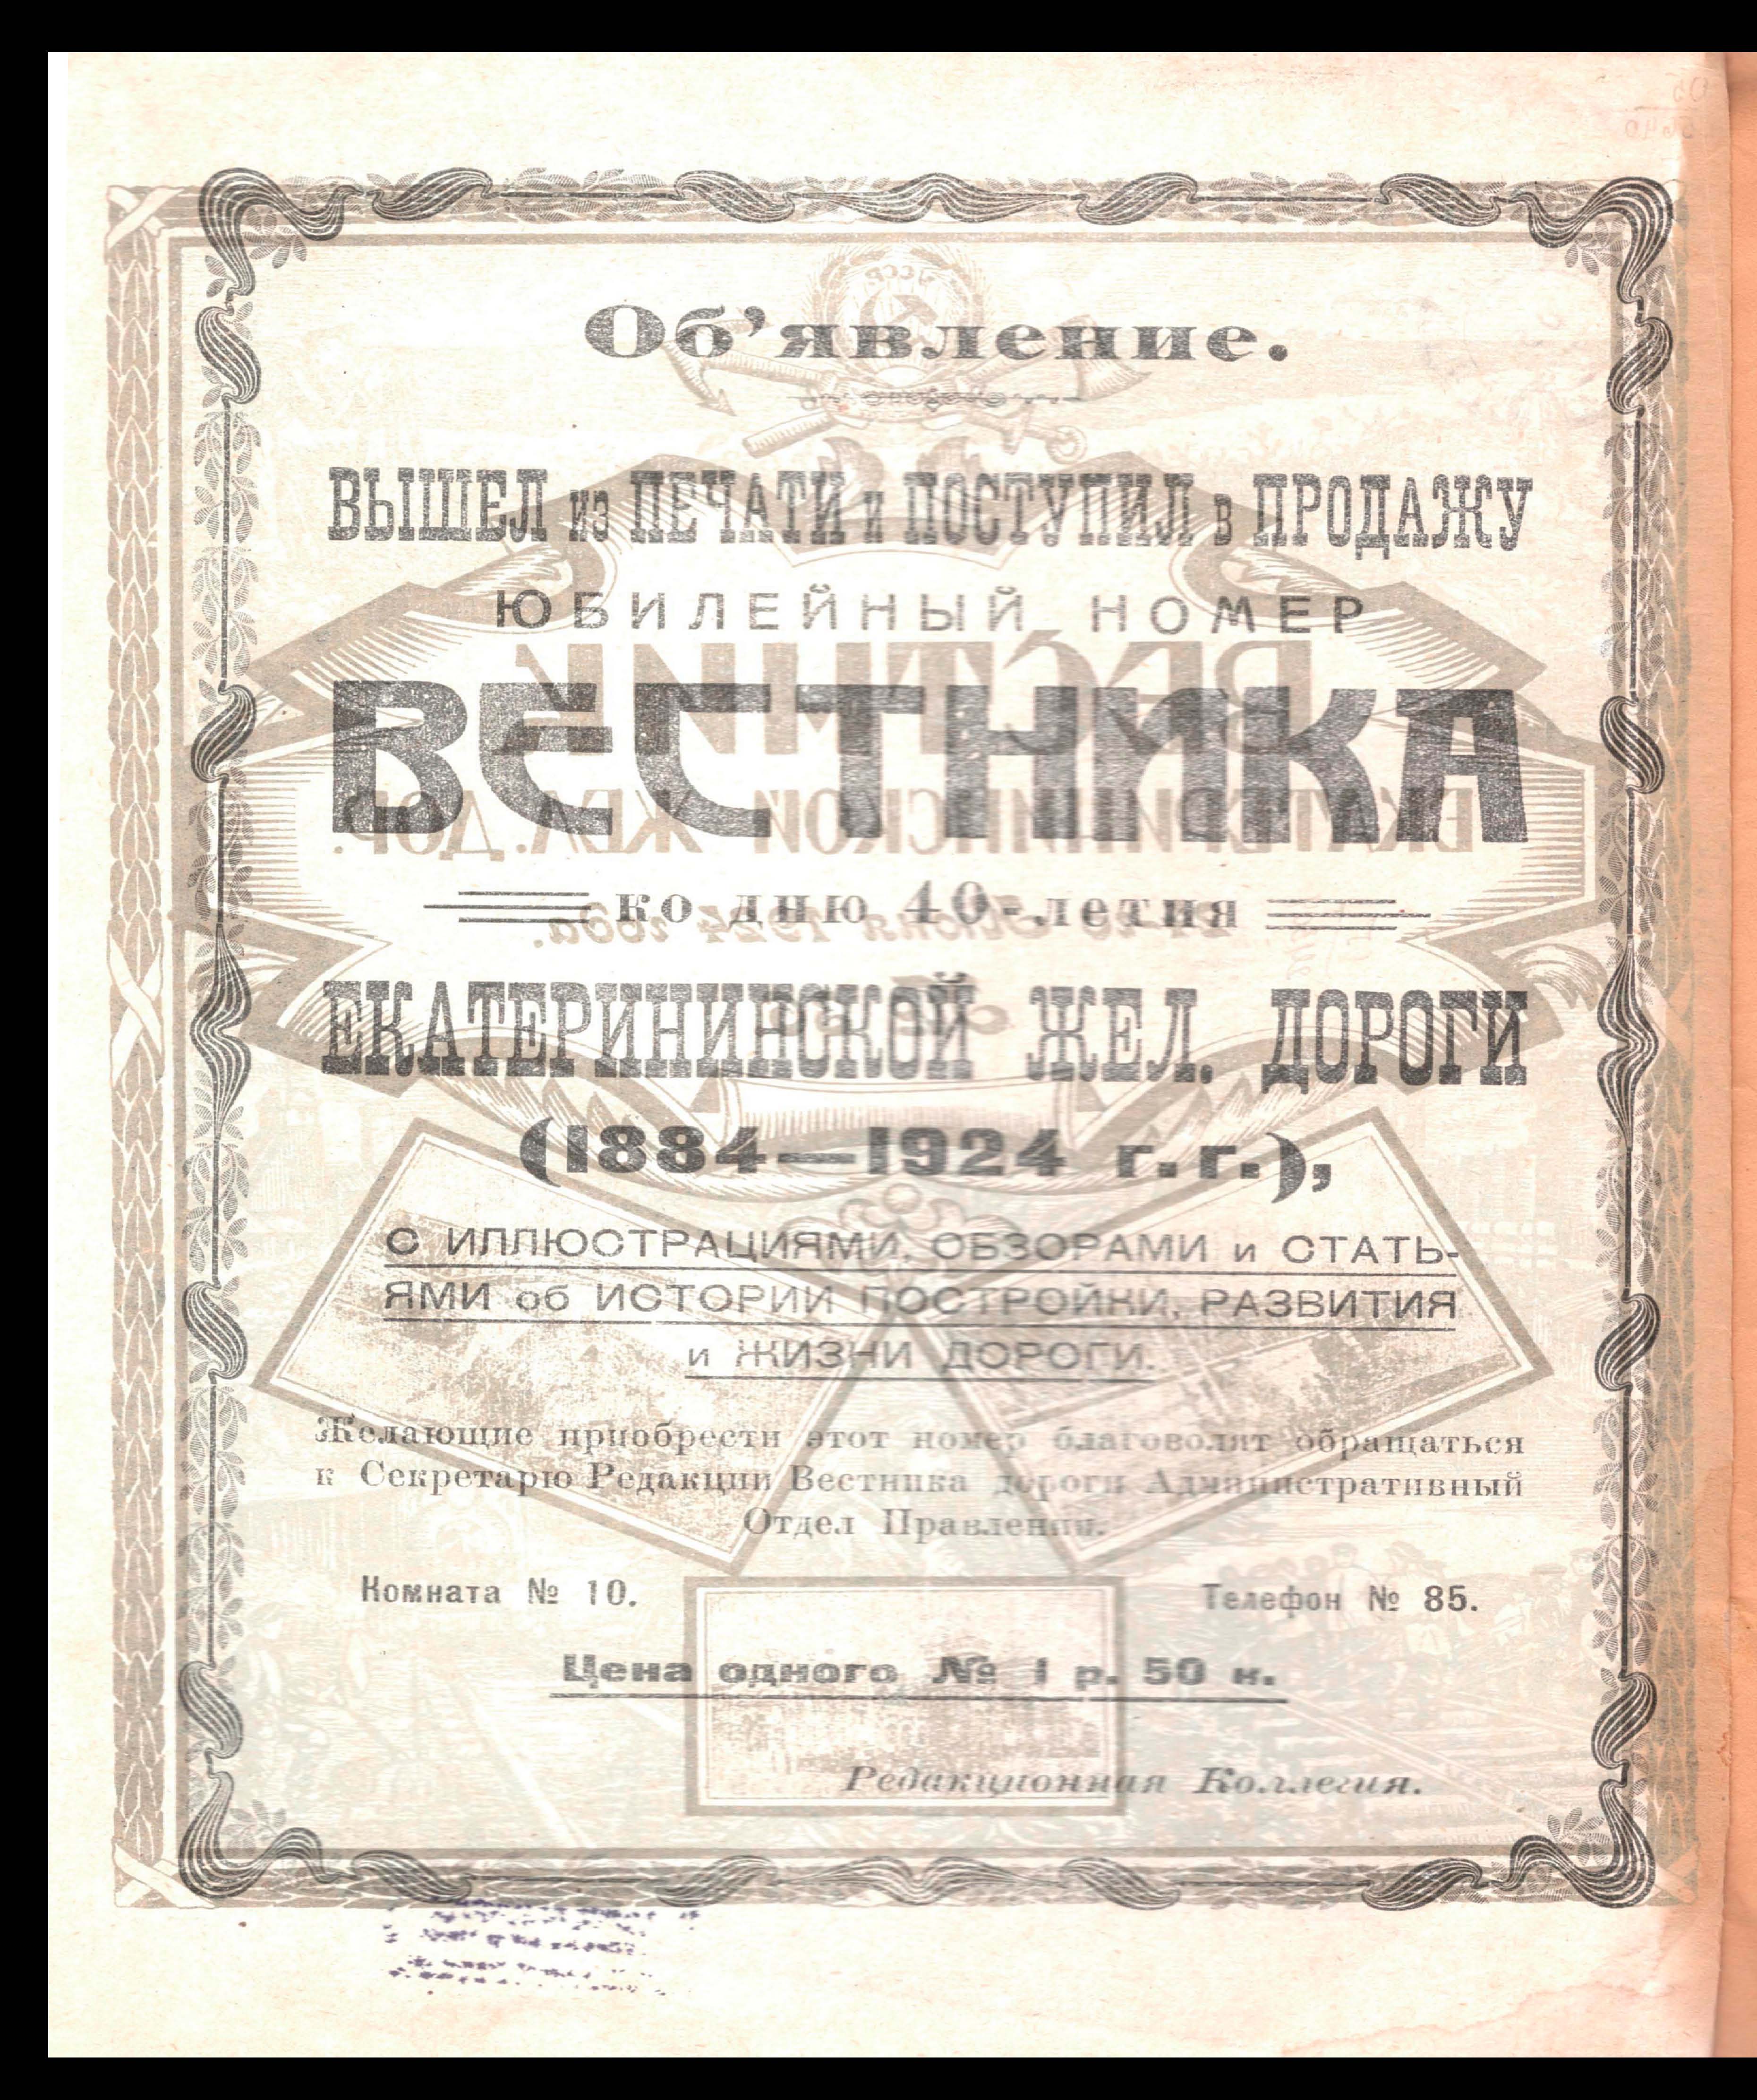 Об’явление.
ВЫШЕЛ из ПЕЧАТИ и ПОСТУПИЛ в ПРОДАЖУ
ЮБИЛЕЙНЫЙ НОМЕР
ВЕСТНИКА
ко дню 40-летия
ЕКАТЕРИНИНСКОЙ ЖЕЛ. ДОРОГИ
(1884—1924 г.г.),
С ИЛЛЮСТРАЦИЯМИ, ОБЗОРАМИ и СТАТЬ-
ЯМИ об ИСТОРИИ ПОСТРОЙКИ, РАЗВИТИЯ
и ЖИЗНИ ДОРОГИ.
Желающие приобрести этот номер благоволят обращаться
к Секретарю Редакции Вестника дороги Административный
Отдел Правления.
Комната № 10. Телефон № 85.
Цена одного № 1 р. 50 к.
Редакционная Коллегия.